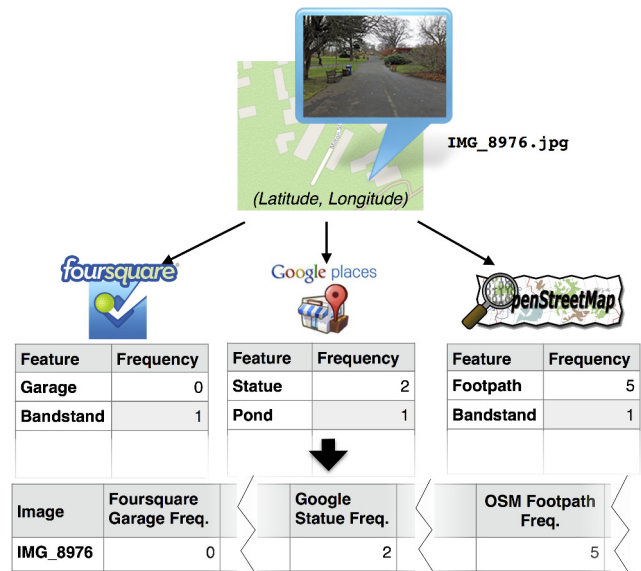 IMG_8976.jpg
(Latitude, Longitude)
foursquare
Google places
OpenStreetMap
Feature Frequency
Garage 0
Bandstand 1
Feature Frequency
Statue 2
Pond 1
Feature Frequency
Footpath 5
Bandstand 1
Image
Foursquare
Garage Freq.
Google
Statue Freq.
OSM Footpath
Freq.
IMG_8976 0 2 5